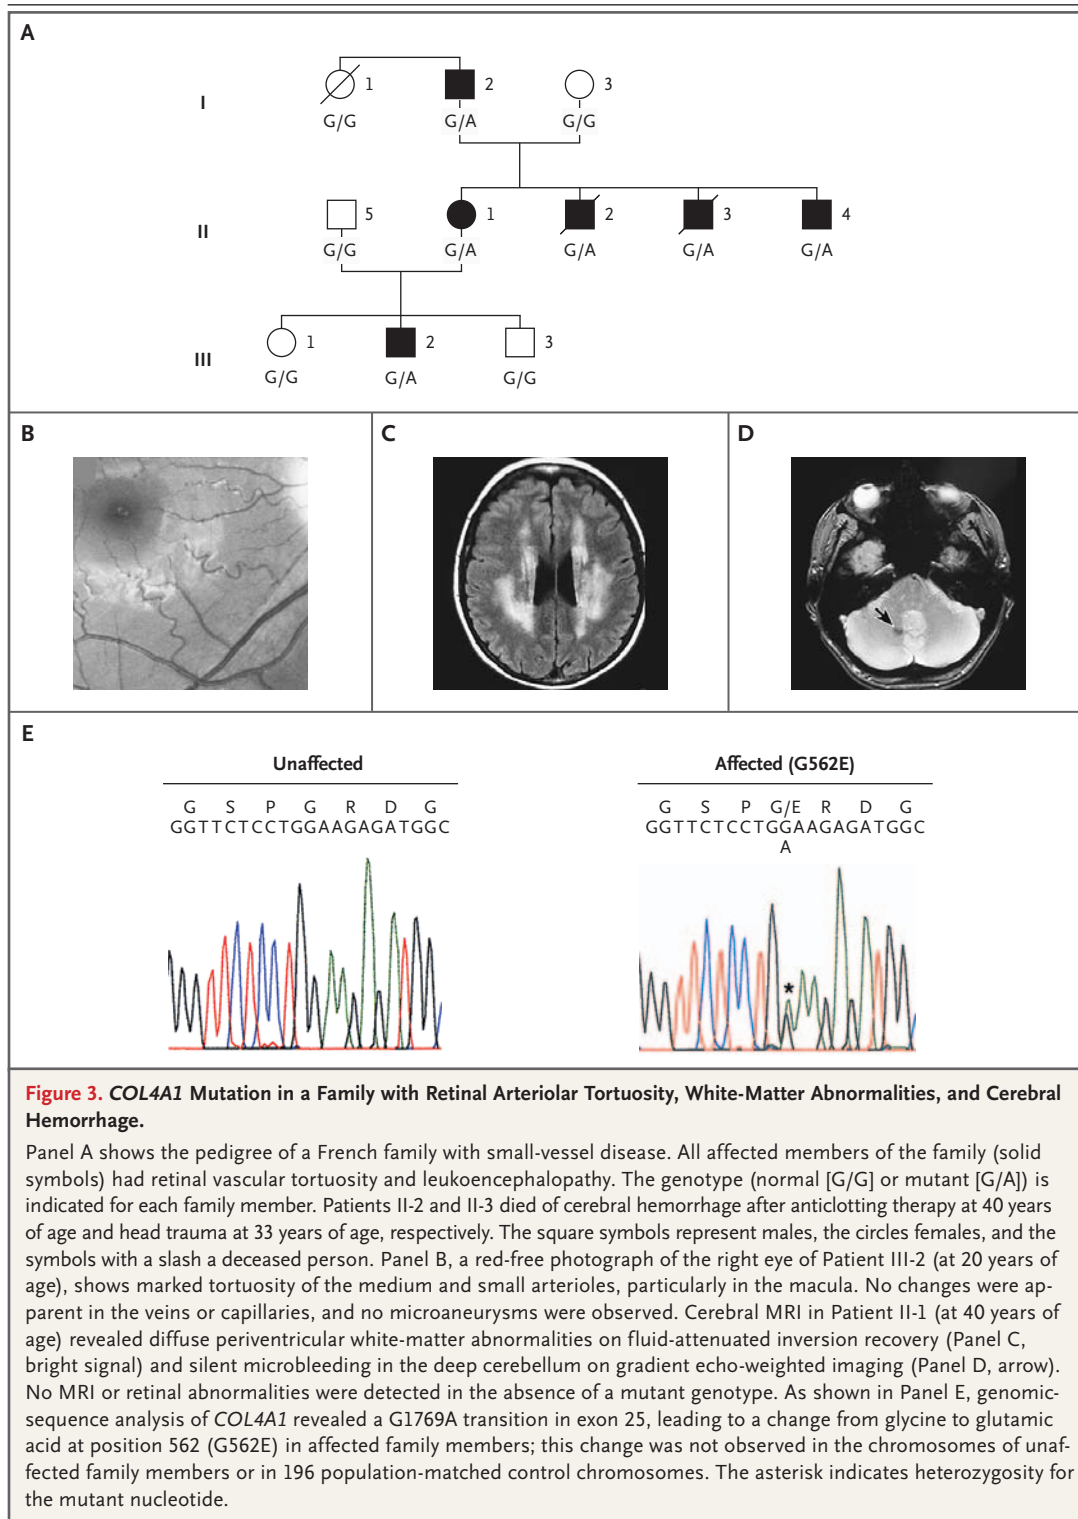 A
1 2 3
I
G/G G/A G/G
5 1 2 3 4
II
G/G G/A G/A G/A G/A
1 2 3
III
G/G G/A G/G
B C D
E
Unaffected Affected (G562E)
G S P G R D G G S P G/E R D G
GGTTCTCCTGGAAGAGATGGC GGTTCTCCTGGAAGAGATGGC
A
*
Figure 3. COL4A1 Mutation in a Family with Retinal Arteriolar Tortuosity, White-Matter Abnormalities, and Cerebral
Hemorrhage.
Panel A shows the pedigree of a French family with small-vessel disease. All affected members of the family (solid
symbols) had retinal vascular tortuosity and leukoencephalopathy. The genotype (normal [G/G] or mutant [G/A]) is
indicated for each family member. Patients II-2 and II-3 died of cerebral hemorrhage after anticlotting therapy at 40 years
of age and head trauma at 33 years of age, respectively. The square symbols represent males, the circles females, and the
symbols with a slash a deceased person. Panel B, a red-free photograph of the right eye of Patient III-2 (at 20 years of
age), shows marked tortuosity of the medium and small arterioles, particularly in the macula. No changes were ap-
parent in the veins or capillaries, and no microaneurysms were observed. Cerebral MRI in Patient II-1 (at 40 years of
age) revealed diffuse periventricular white-matter abnormalities on fluid-attenuated inversion recovery (Panel C,
bright signal) and silent microbleeding in the deep cerebellum on gradient echo-weighted imaging (Panel D, arrow).
No MRI or retinal abnormalities were detected in the absence of a mutant genotype. As shown in Panel E, genomic-
sequence analysis of COL4A1 revealed a G1769A transition in exon 25, leading to a change from glycine to glutamic
acid at position 562 (G562E) in affected family members; this change was not observed in the chromosomes of unaf-
fected family members or in 196 population-matched control chromosomes. The asterisk indicates heterozygosity for
the mutant nucleotide.